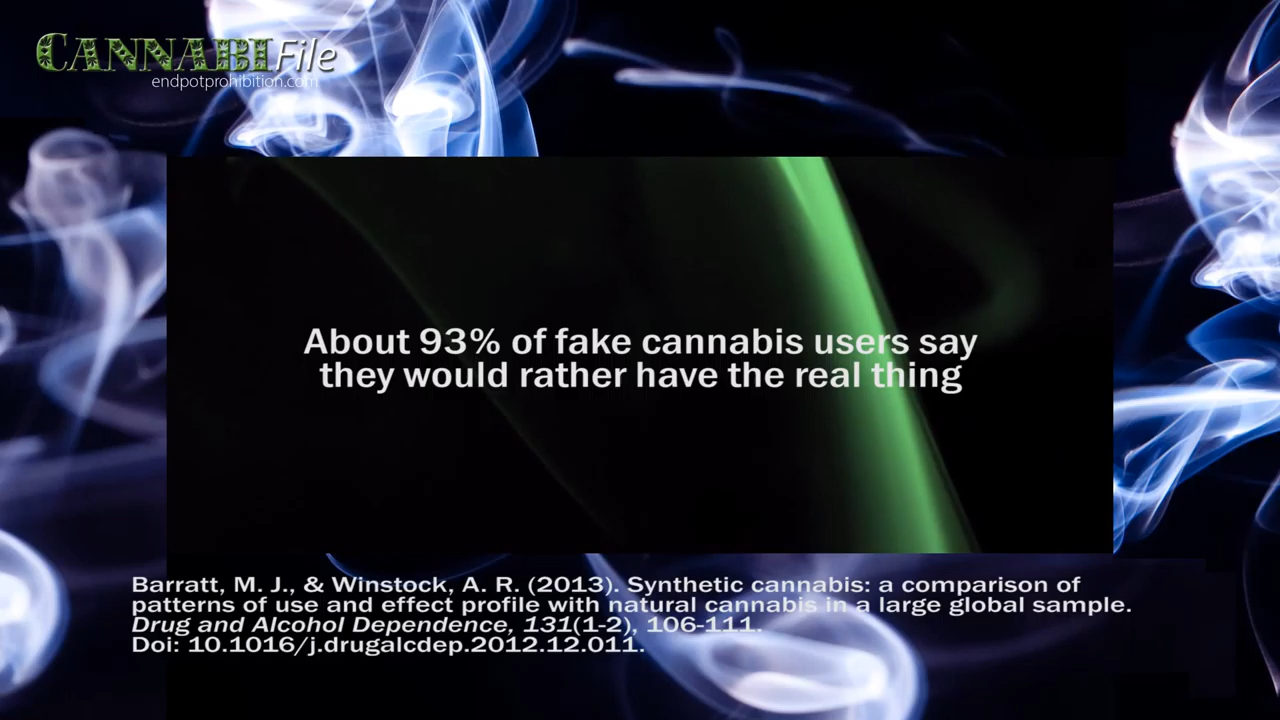 CANNABIFile
endpotprohibition.com
About 93% of fake cannabis users say
they would rather have the real thing
Barratt, M. J., & Winstock, A. R. (2013). Synthetic cannabis: a comparison of
patterns of use and effect profile with natural cannabis in a large global sample.
Drug and Alcohol Dependence, 131(1-2), 106-111.
Doi: 10.1016/j.drugalcdep.2012.12.011.